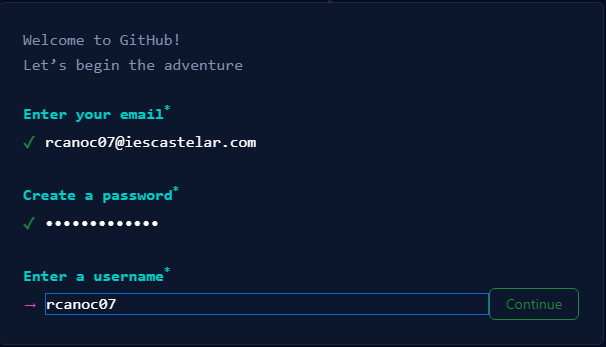 Welcome to GitHub!
Let’s begin the adventure
Enter your email*
✓ rcanoc07@iescastelar.com
Create a password*
✓ •••••••••••••
Enter a username*
→ rcanoc07 Continue